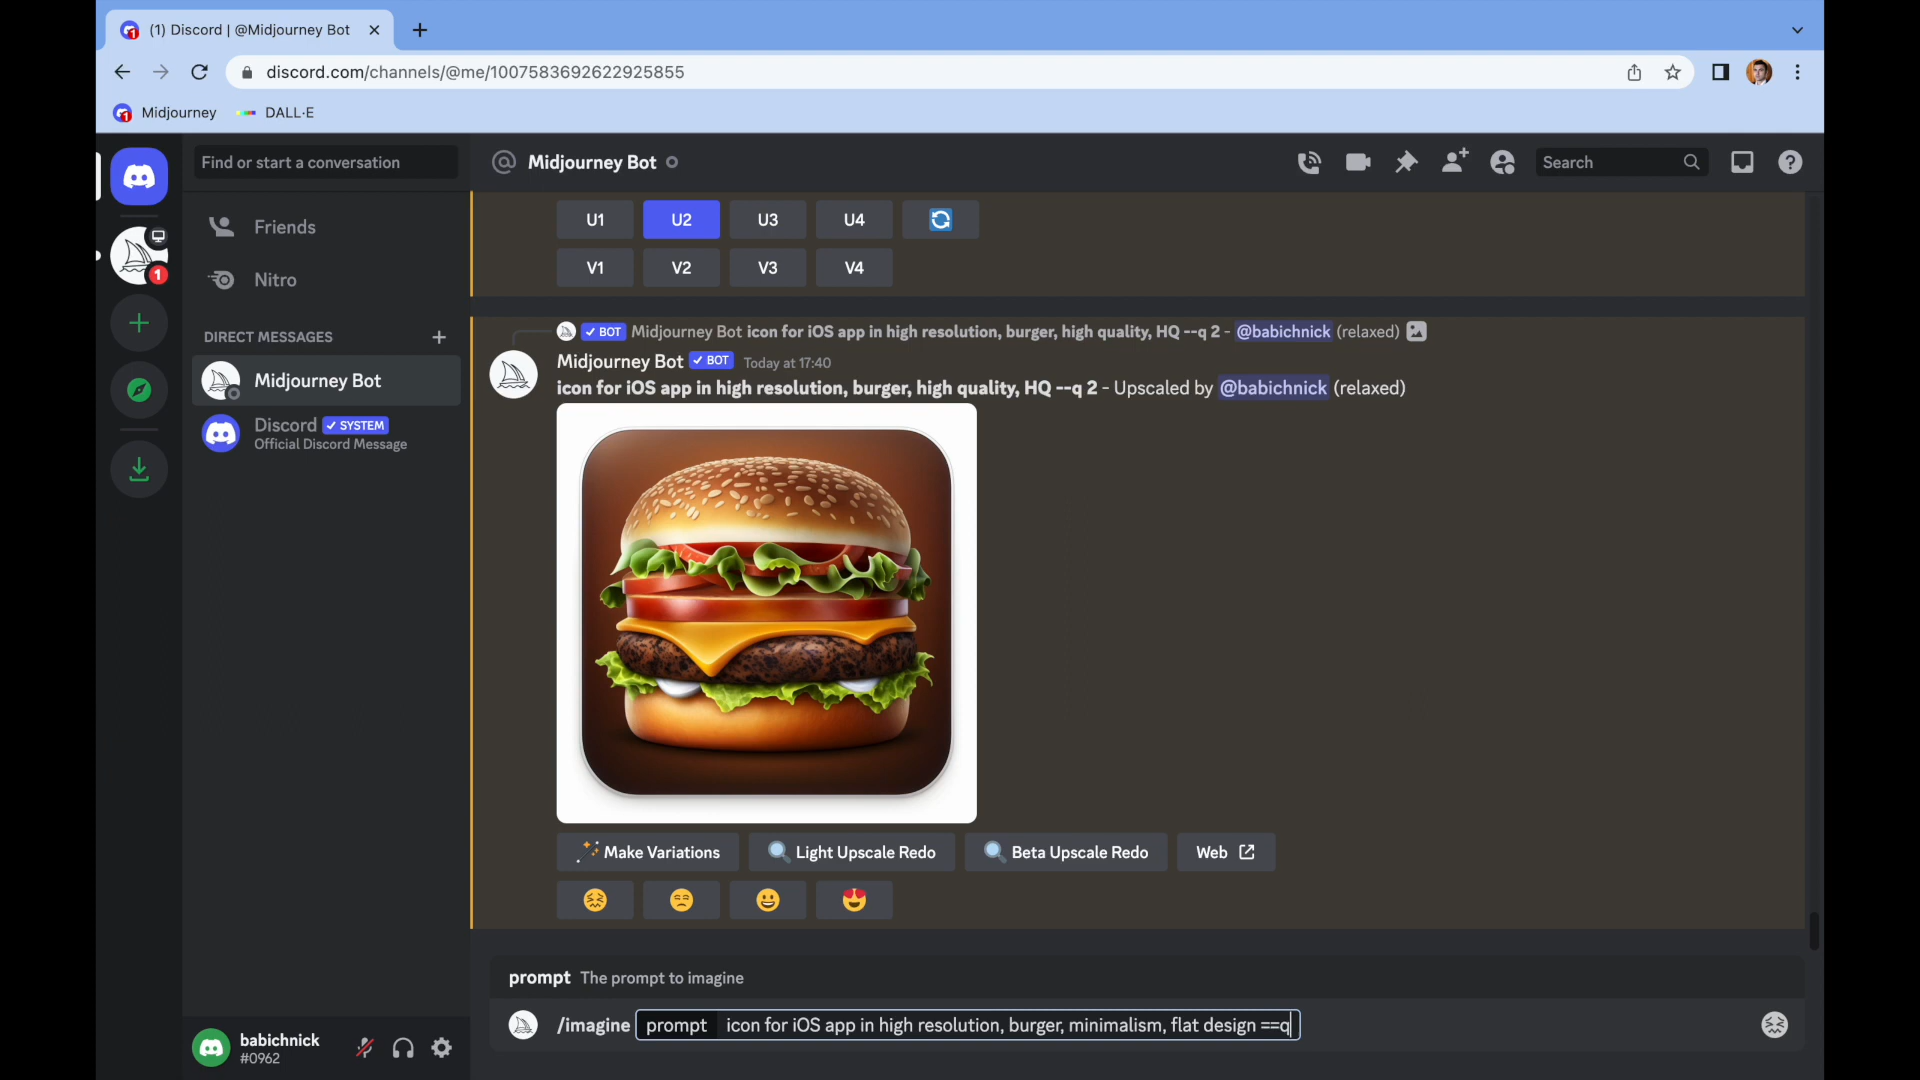 (1) Discord | @Midjourney Bot
discord.com/channels/@me/1007583692622925855
Midjourney
DALL·E
Find or start a conversation
Midjourney Bot
Search
Friends
Nitro
1
DIRECT MESSAGES
Midjourney Bot
Discord ✓ SYSTEM
Official Discord Message
U1 U2 U3 U4
V1 V2 V3 V4
✓ BOT Midjourney Bot icon for iOS app in high resolution, burger, high quality, HQ --q 2 - @babichnick (relaxed)
Midjourney Bot ✓ BOT Today at 17:40
icon for iOS app in high resolution, burger, high quality, HQ --q 2 - Upscaled by @babichnick (relaxed)
Make Variations Light Upscale Redo Beta Upscale Redo Web
prompt The prompt to imagine
/imagine prompt icon for iOS app in high resolution, burger, minimalism, flat design ==q
babichnick
#0962